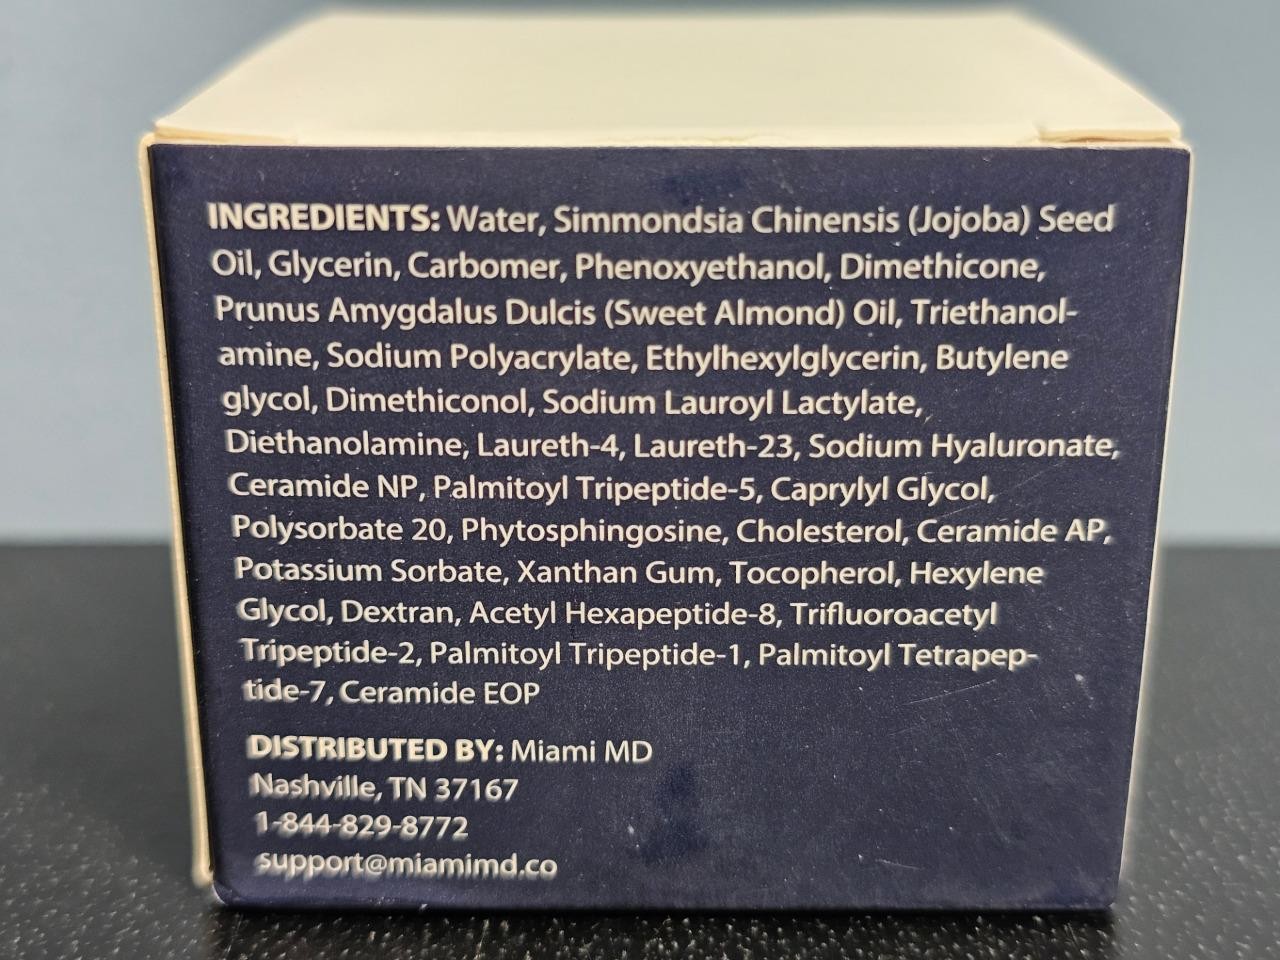 INGREDIENTS: Water, Simmondsia Chinensis (Jojoba) Seed
Oil, Glycerin, Carbomer, Phenoxyethanol, Dimethicone,
Prunus Amygdalus Dulcis (Sweet Almond) Oil, Triethanol-
amine, Sodium Polyacrylate, Ethylhexylglycerin, Butylene
glycol, Dimethiconol, Sodium Lauroyl Lactylate,
Diethanolamine, Laureth-4, Laureth-23, Sodium Hyaluronate,
Ceramide NP, Palmitoyl Tripeptide-5, Caprylyl Glycol,
Polysorbate 20, Phytosphingosine, Cholesterol, Ceramide AP,
Potassium Sorbate, Xanthan Gum, Tocopherol, Hexylene
Glycol, Dextran, Acetyl Hexapeptide-8, Trifluoroacetyl
Tripeptide-2, Palmitoyl Tripeptide-1, Palmitoyl Tetrapep-
tide-7, Ceramide EOP
DISTRIBUTED BY: Miami MD
Nashville, TN 37167
1-844-829-8772
support@miamimd.co